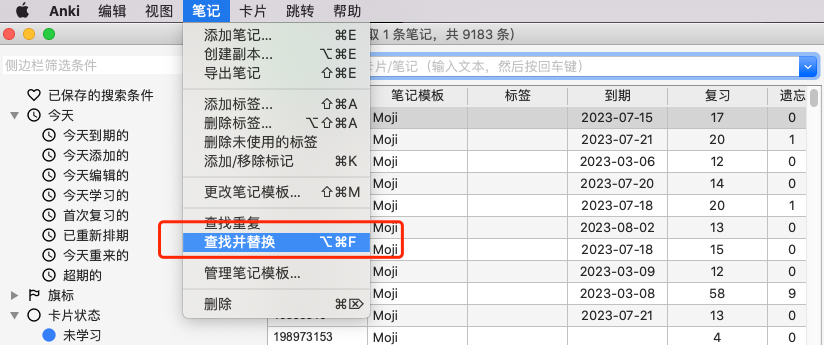 Anki 编辑 视图 笔记 卡片 跳转 帮助
取 1 条笔记，共 9183 条)
侧边栏筛选条件
卡片/笔记（输入文本，然后按回车键）
添加笔记... ⌘E
创建副本... ⌥⌘E
导出笔记 ⇧⌘E
添加标签... ⇧⌘A
删除标签... ⌥⇧⌘A
删除未使用的标签
添加/移除标记 ⌘K
更改笔记模板... ⇧⌘M
查找重复
查找并替换 ⌥⌘F
管理笔记模板...
删除 ⌘⌦
已保存的搜索条件
今天
今天到期的
今天添加的
今天编辑的
今天学习的
首次复习的
已重新排期
今天重来的
超期的
旗标
卡片状态
未学习
笔记模板 标签 到期 复习 遗忘
Moji 2023-07-15 17 0
Moji 2023-07-21 20 1
Moji 2023-03-06 12 0
Moji 2023-07-20 14 0
Moji 2023-07-18 20 1
Moji 2023-08-02 13 0
Moji 2023-07-18 15 0
Moji 2023-03-09 12 0
Moji 2023-03-08 58 9
Moji 2023-07-21 13 0
198973153 Moji 4 0